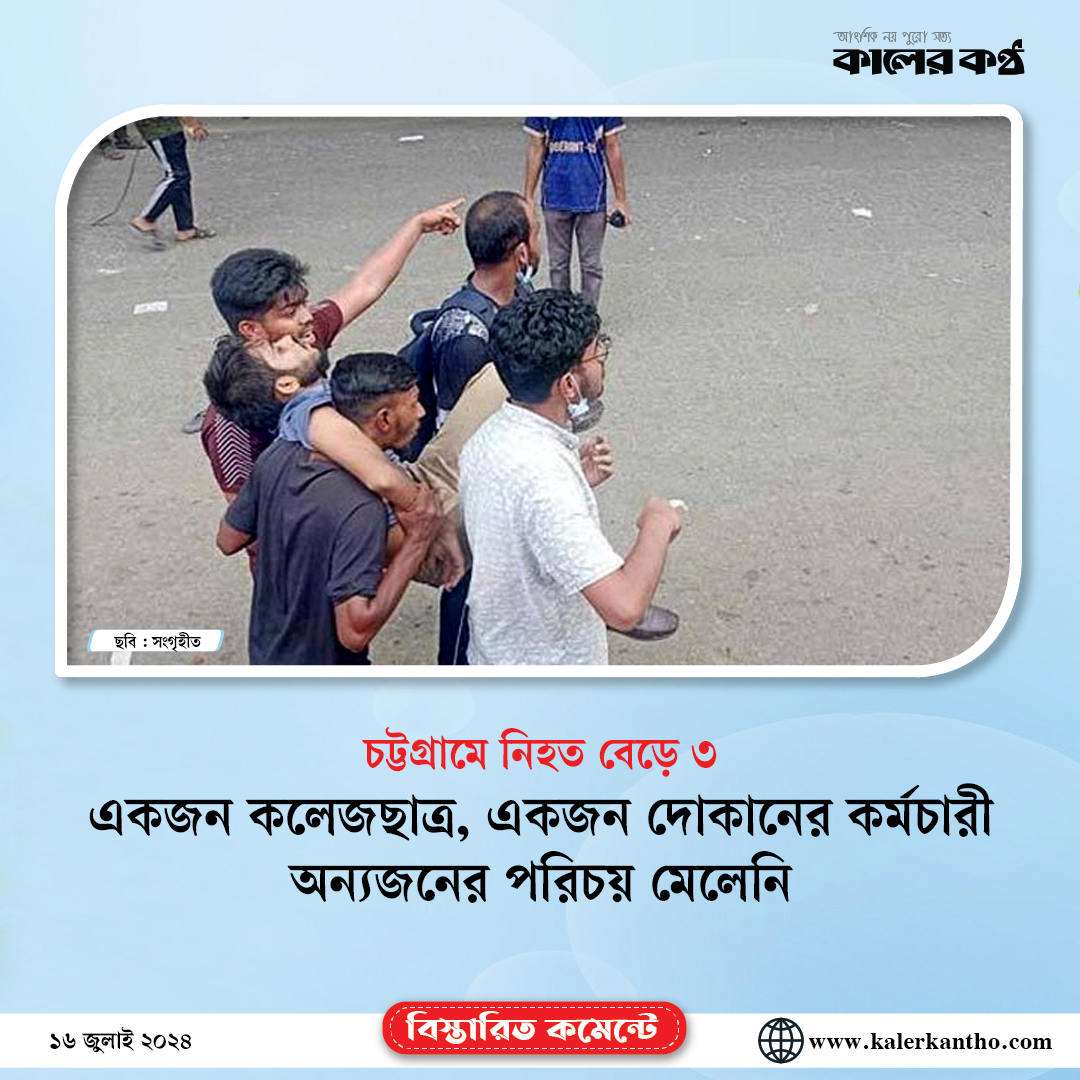 আংশিক নয় পুরো সত্য
কালের কণ্ঠ
ছবি : সংগৃহীত
চট্টগ্রামে নিহত বেড়ে ৩
একজন কলেজছাত্র, একজন দোকানের কর্মচারী
অন্যজনের পরিচয় মেলেনি
১৬ জুলাই ২০২৪
বিস্তারিত কমেন্টে
www.kalerkantho.com